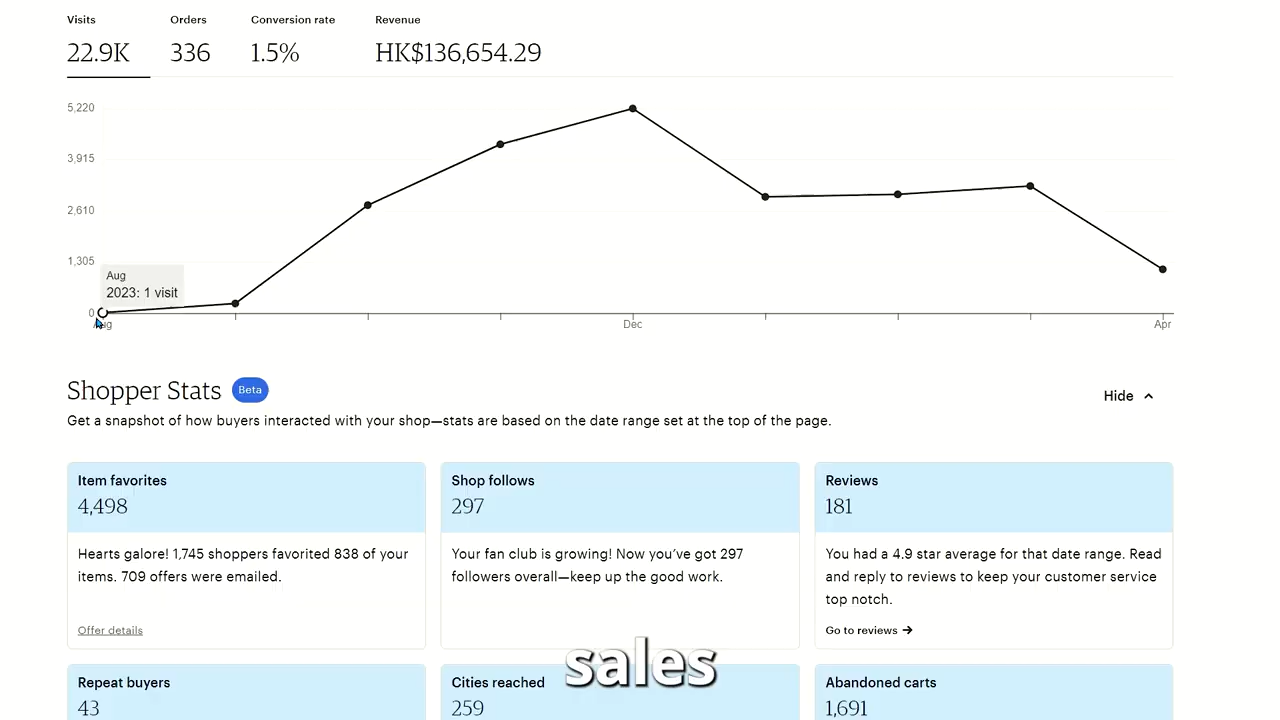 Visits Orders Conversion rate Revenue
22.9K 336 1.5% HK$136,654.29
5,220
3,915
2,610
1,305
Aug
2023: 1 visit
0
Aug Dec Apr
Shopper Stats Beta
Hide
Get a snapshot of how buyers interacted with your shop—stats are based on the date range set at the top of the page.
Item favorites
4,498
Hearts galore! 1,745 shoppers favorited 838 of your
items. 709 offers were emailed.
Offer details
Shop follows
297
Your fan club is growing! Now you’ve got 297
followers overall—keep up the good work.
Reviews
181
You had a 4.9 star average for that date range. Read
and reply to reviews to keep your customer service
top notch.
Go to reviews
sales
Repeat buyers
43
Cities reached
259
Abandoned carts
1,691